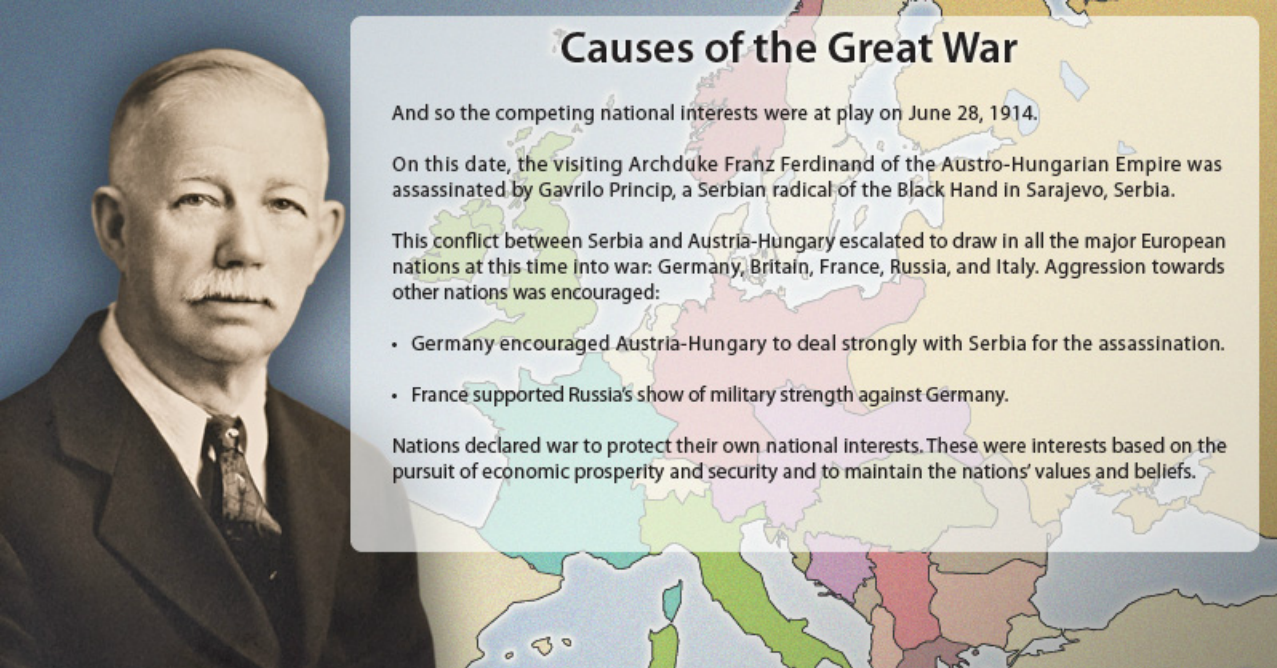 Causes of the Great War
And so the competing national interests were at play on June 28, 1914.
On this date, the visiting Archduke Franz Ferdinand of the Austro-Hungarian Empire was
assassinated by Gavrilo Princip, a Serbian radical of the Black Hand in Sarajevo, Serbia.
This conflict between Serbia and Austria-Hungary escalated to draw in all the major European
nations at this time into war: Germany, Britain, France, Russia, and Italy. Aggression towards
other nations was encouraged:
• Germany encouraged Austria-Hungary to deal strongly with Serbia for the assassination.
• France supported Russia's show of military strength against Germany.
Nations declared war to protect their own national interests. These were interests based on the
pursuit of economic prosperity and security and to maintain the nations' values and beliefs.